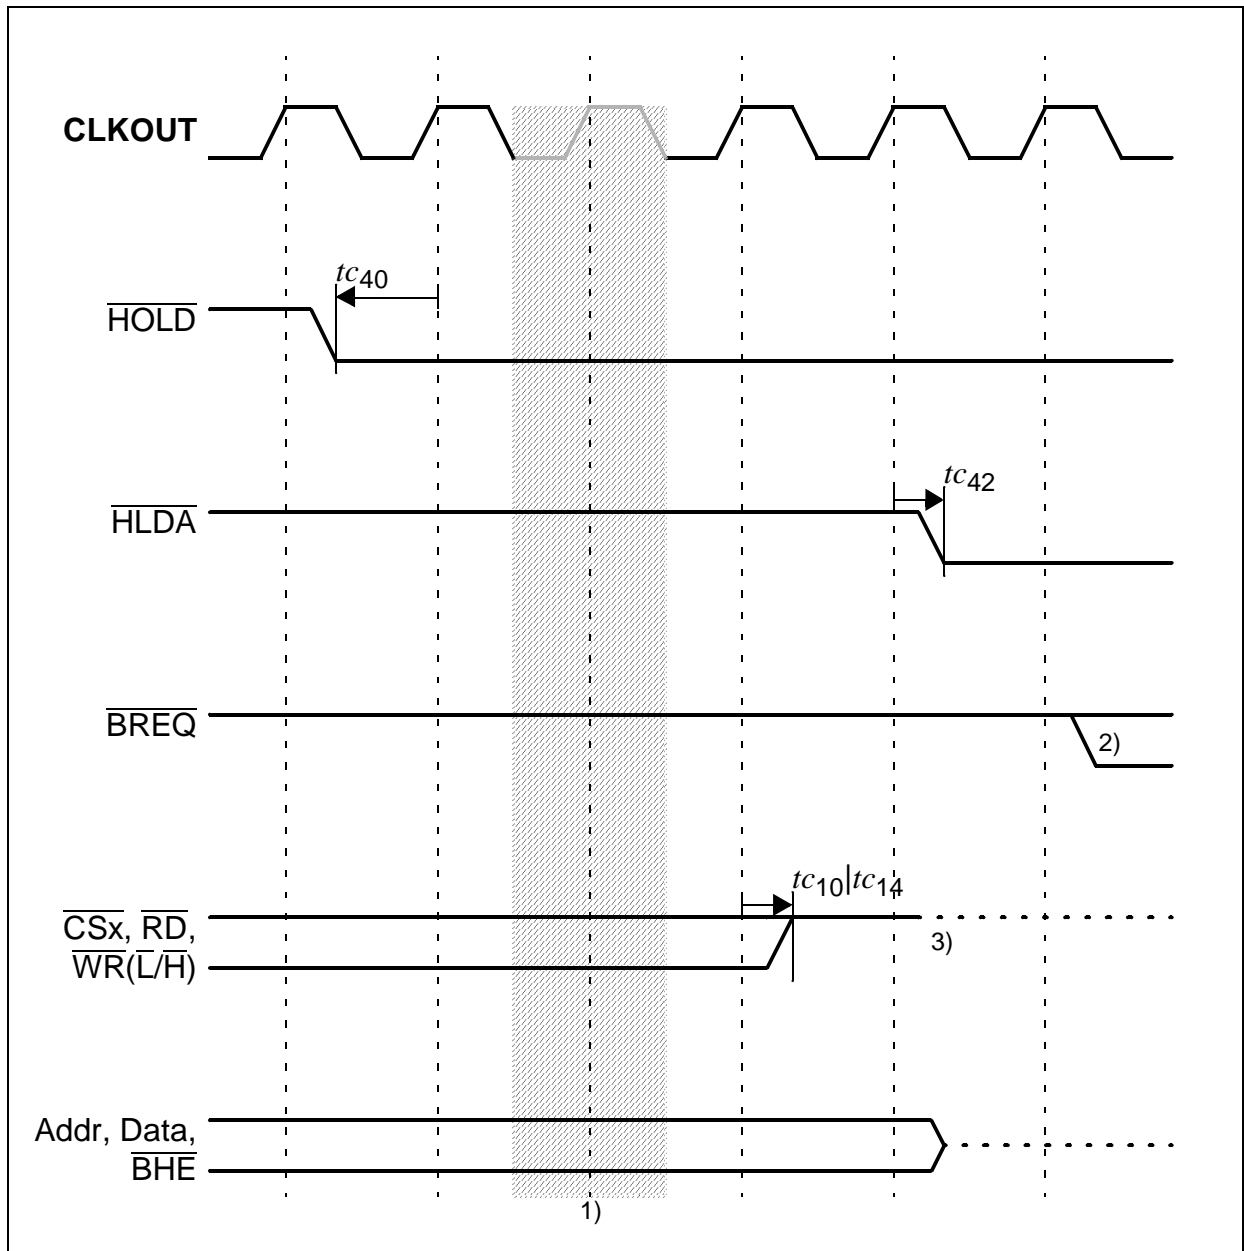 CLKOUT
tc40
HOLD
tc42
HLDA
BREQ
2)
tc10|tc14
CSx, RD,
WR(L/H)
3)
Addr, Data,
BHE
1)